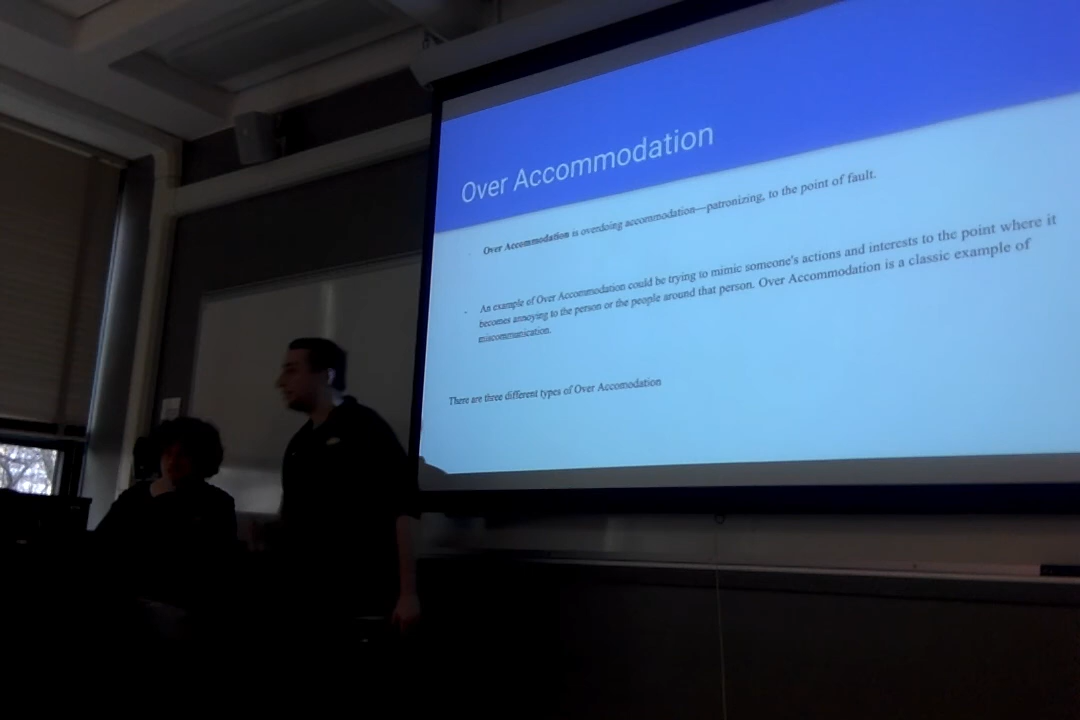 Over Accommodation
Over Accommodation is overdoing accommodation—patronizing, to the point of fault.
- An example of Over Accommodation could be trying to mimic someone's actions and interests to the point where it
becomes annoying to the person or the people around that person. Over Accommodation is a classic example of
miscommunication.
There are three different types of Over Accomodation